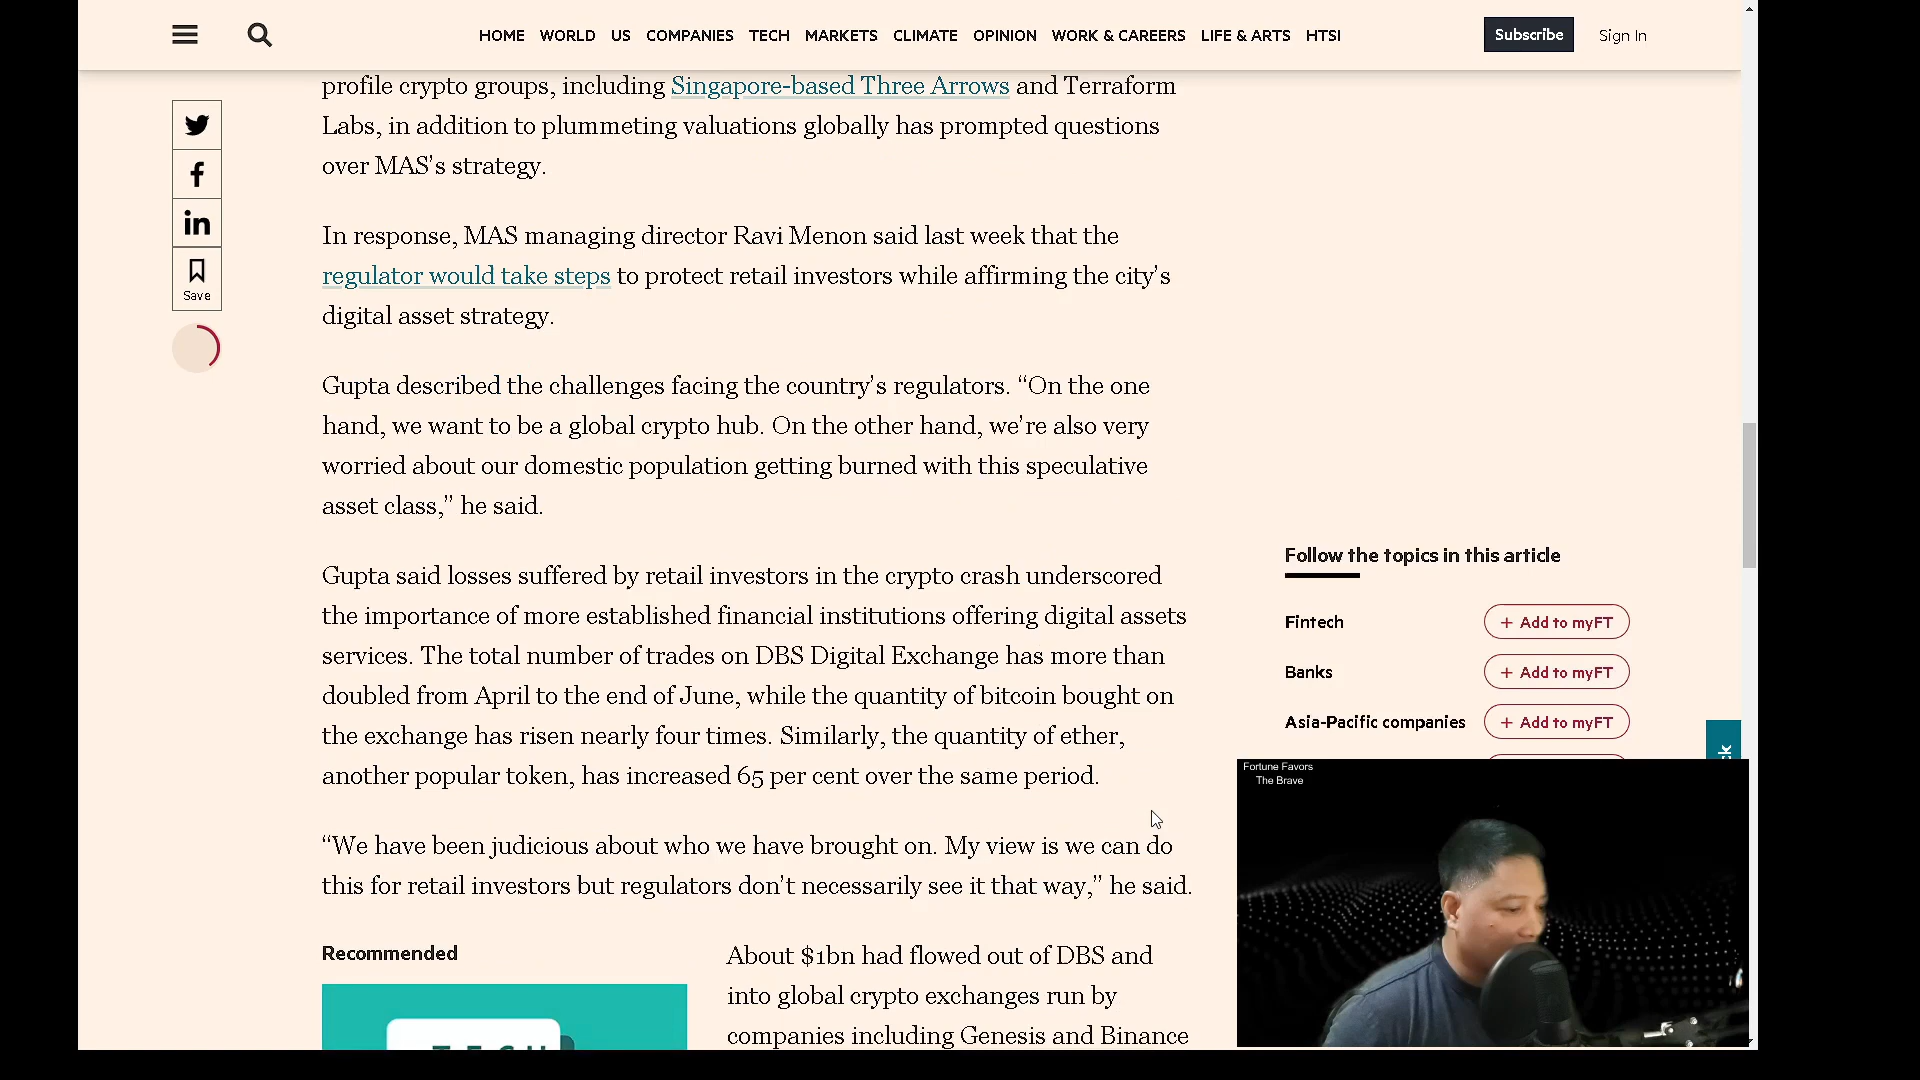 HOME WORLD US COMPANIES TECH MARKETS CLIMATE OPINION WORK & CAREERS LIFE & ARTS HTSI
Subscribe
Sign In
Save
profile crypto groups, including Singapore-based Three Arrows and Terraform
Labs, in addition to plummeting valuations globally has prompted questions
over MAS’s strategy.
In response, MAS managing director Ravi Menon said last week that the
regulator would take steps to protect retail investors while affirming the city’s
digital asset strategy.
Gupta described the challenges facing the country’s regulators. “On the one
hand, we want to be a global crypto hub. On the other hand, we’re also very
worried about our domestic population getting burned with this speculative
asset class,” he said.
Gupta said losses suffered by retail investors in the crypto crash underscored
the importance of more established financial institutions offering digital assets
services. The total number of trades on DBS Digital Exchange has more than
doubled from April to the end of June, while the quantity of bitcoin bought on
the exchange has risen nearly four times. Similarly, the quantity of ether,
another popular token, has increased 65 per cent over the same period.
“We have been judicious about who we have brought on. My view is we can do
this for retail investors but regulators don’t necessarily see it that way,” he said.
Recommended
About $1bn had flowed out of DBS and
into global crypto exchanges run by
companies including Genesis and Binance
Follow the topics in this article
Fintech
+ Add to myFT
Banks
+ Add to myFT
Asia-Pacific companies
+ Add to myFT
Fortune Favors
The Brave